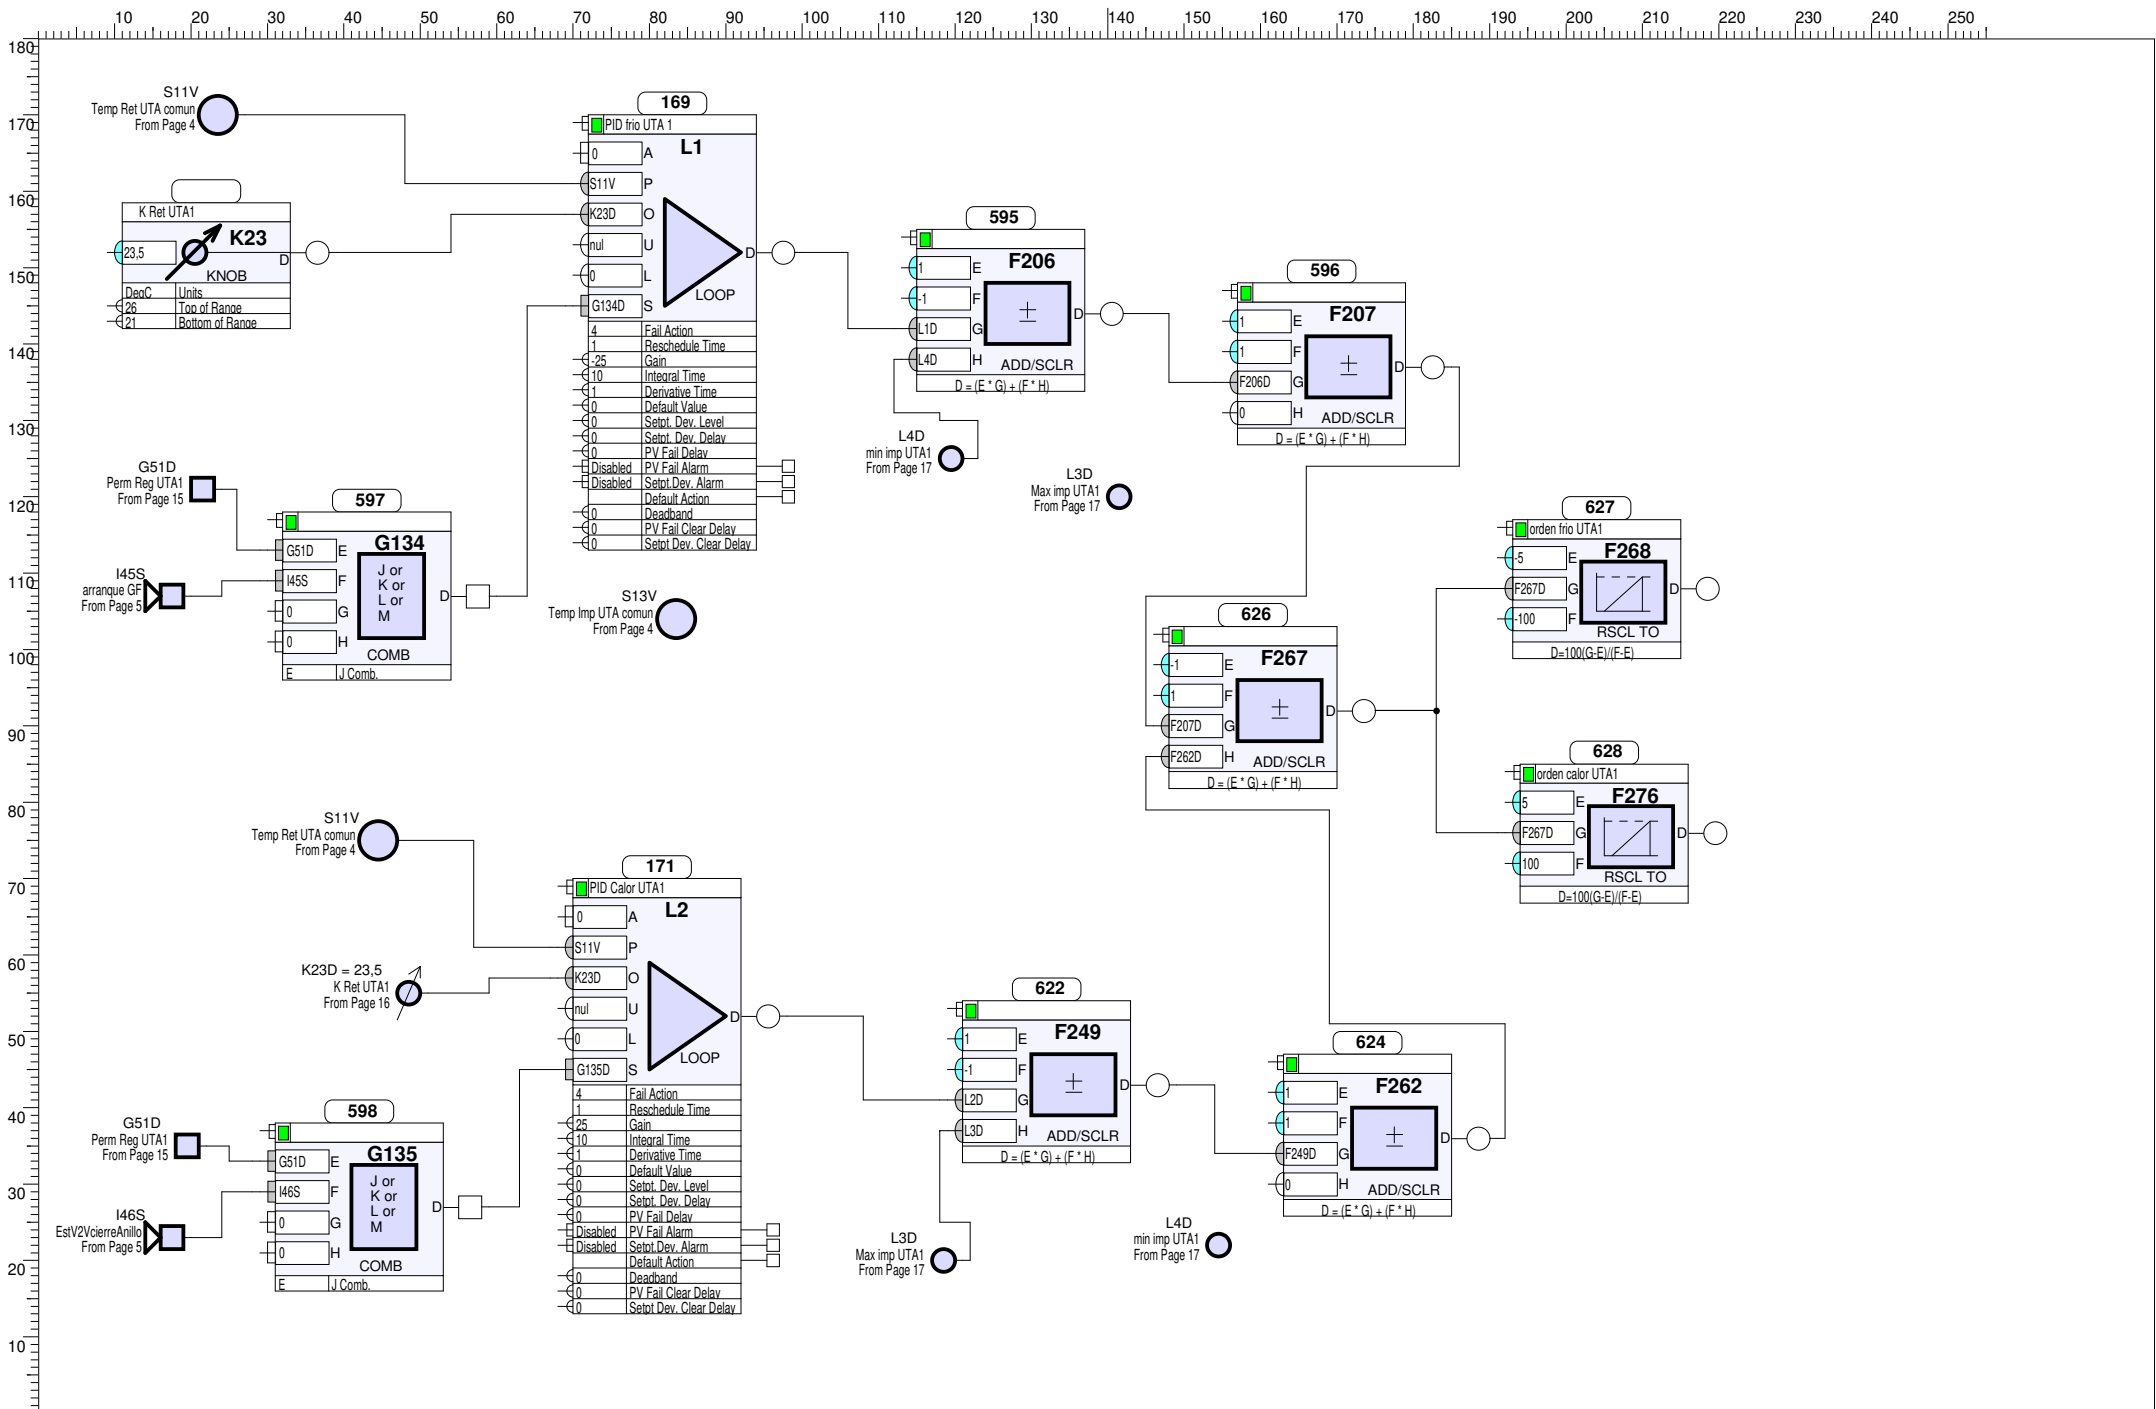 10 20 30 40 50 60 70 80 90 100 110 120 130 140 150 160 170 180 190 200 210 220 230 240 250
180
170
160
150
140
130
120
110
100
90
80
70
60
50
40
30
20
10
S11V
Temp Ret UTA comun
From Page 4
K Ret UTA1
23,5
K23
D
KNOB
DegC Units
26 Top of Range
21 Bottom of Range
169
PID frio UTA 1
L1
0 A
S11V P
K23D O
nul U
0 L
G134D S
D
LOOP
4 Fail Action
1 Reschedule Time
-25 Gain
10 Integral Time
1 Derivative Time
0 Default Value
0 Setpt. Dev. Level
0 Setpt. Dev. Delay
0 PV Fail Delay
Disabled PV Fail Alarm
Disabled Setpt.Dev. Alarm
Default Action
0 Deadband
0 PV Fail Clear Delay
0 Setpt Dev. Clear Delay
G51D
Perm Reg UTA1
From Page 15
I45S
arranque GF
From Page 5
597
G134
G51D E
I45S F
0 G
0 H
J or
K or
L or
M
D
COMB
E J Comb.
S13V
Temp Imp UTA comun
From Page 4
595
F206
1 E
-1 F
L1D G
L4D H
±
D
ADD/SCLR
D = (E * G) + (F * H)
L4D
min imp UTA1
From Page 17
L3D
Max imp UTA1
From Page 17
596
F207
1 E
1 F
F206D G
0 H
±
D
ADD/SCLR
D = (E * G) + (F * H)
626
F267
-1 E
1 F
F207D G
F262D H
±
D
ADD/SCLR
D = (E * G) + (F * H)
627
orden frio UTA1
F268
-5 E
F267D G
-100 F
D
RSCL TO
D=100(G-E)/(F-E)
628
orden calor UTA1
F276
5 E
F267D G
100 F
D
RSCL TO
D=100(G-E)/(F-E)
S11V
Temp Ret UTA comun
From Page 4
K23D = 23,5
K Ret UTA1
From Page 16
171
PID Calor UTA1
L2
0 A
S11V P
K23D O
nul U
0 L
G135D S
D
LOOP
4 Fail Action
1 Reschedule Time
25 Gain
10 Integral Time
1 Derivative Time
0 Default Value
0 Setpt. Dev. Level
0 Setpt. Dev. Delay
0 PV Fail Delay
Disabled PV Fail Alarm
Disabled Setpt.Dev. Alarm
Default Action
0 Deadband
0 PV Fail Clear Delay
0 Setpt Dev. Clear Delay
G51D
Perm Reg UTA1
From Page 15
I46S
EstV2VcierreAnillo
From Page 5
598
G135
G51D E
I46S F
0 G
0 H
J or
K or
L or
M
D
COMB
E J Comb.
622
F249
1 E
-1 F
L2D G
L3D H
±
D
ADD/SCLR
D = (E * G) + (F * H)
L3D
Max imp UTA1
From Page 17
L4D
min imp UTA1
From Page 17
624
F262
1 E
1 F
F249D G
0 H
±
D
ADD/SCLR
D = (E * G) + (F * H)